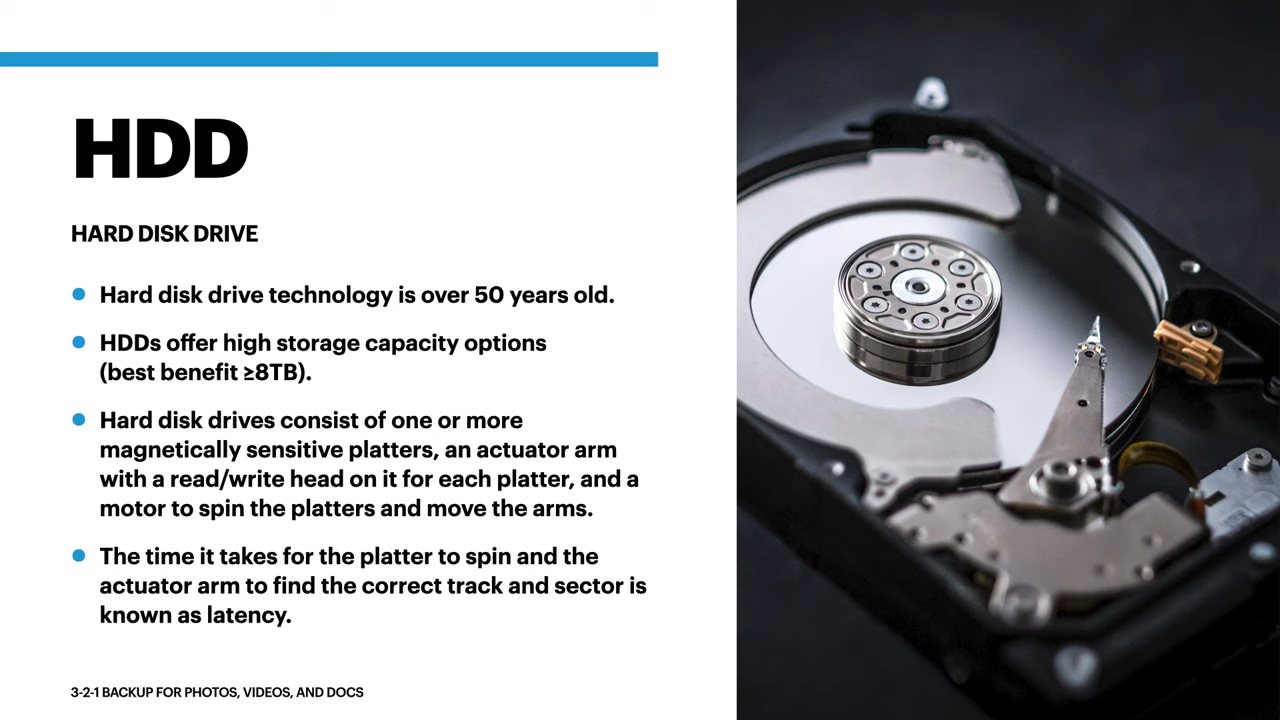 HDD
HARD DISK DRIVE
Hard disk drive technology is over 50 years old.
HDDs offer high storage capacity options
(best benefit ≥8TB).
Hard disk drives consist of one or more
magnetically sensitive platters, an actuator arm
with a read/write head on it for each platter, and a
motor to spin the platters and move the arms.
The time it takes for the platter to spin and the
actuator arm to find the correct track and sector is
known as latency.
3-2-1 BACKUP FOR PHOTOS, VIDEOS, AND DOCS